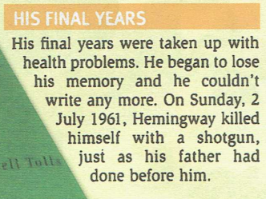 HIS FINAL YEARS
His final years were taken up with
health problems. He began to lose
his memory and he couldn't
write any more. On Sunday, 2
July 1961, Hemingway killed
himself with a shotgun,
just as his father had
done before him.
ell Tolls